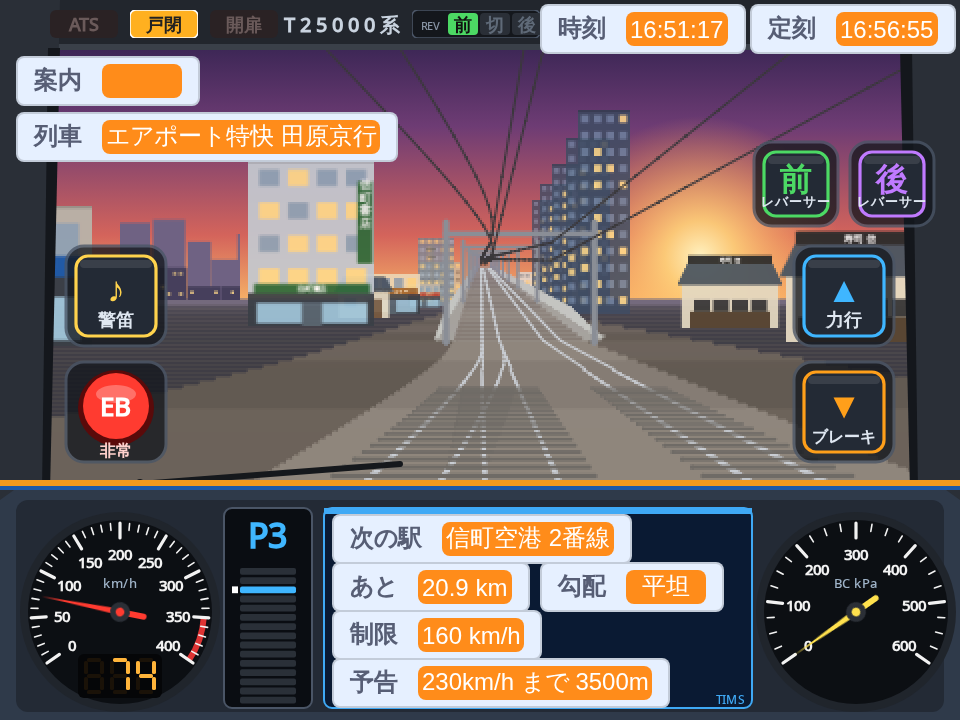 ATS 戸閉 開扉 T25000系 REV 前 切 後
時刻 16:51:17 定刻 16:56:55
案内
列車 エアポート特快 田原京行
前 レバーサー
後 レバーサー
♪
警笛
▲
力行
EB
非常
▼
ブレーキ
0 50 100 150 200 250 300 350 400
km/h
74
P3
次の駅 信町空港 2番線
あと 20.9 km 勾配 平坦
制限 160 km/h
予告 230km/h まで 3500m
TIMS
0 100 200 300 400 500 600
BC kPa